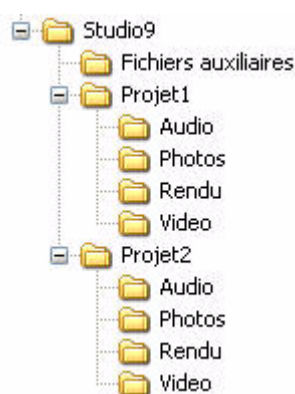 Studio9
Fichiers auxiliaires
Projet1
Audio
Photos
Rendu
Video
Projet2
Audio
Photos
Rendu
Video